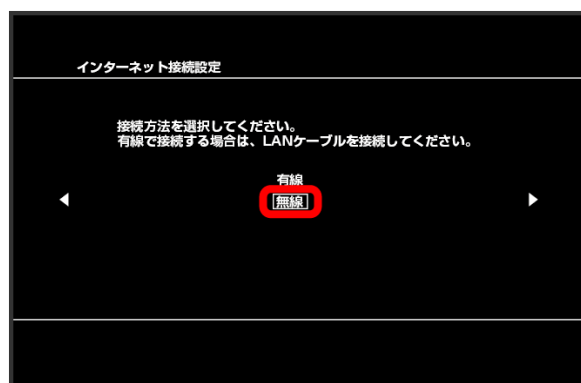 インターネット接続設定
接続方法を選択してください。
有線で接続する場合は、LANケーブルを接続してください。
有線
無線